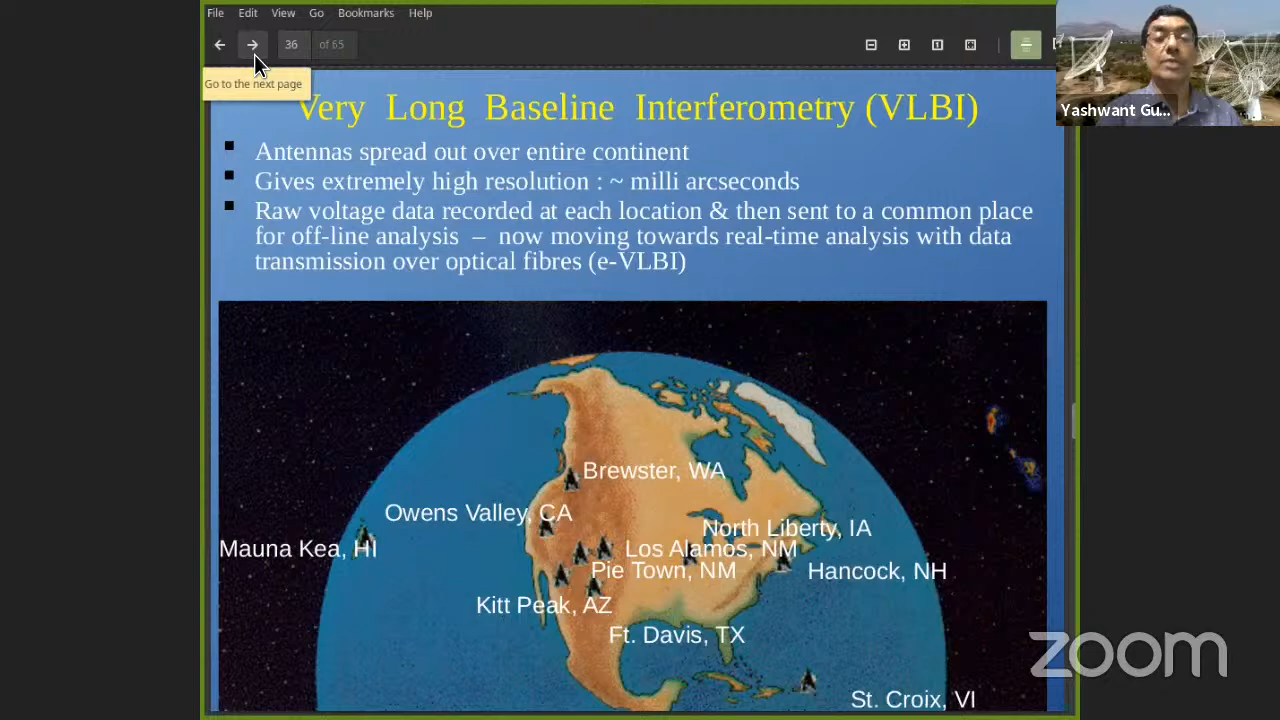 File Edit View Go Bookmarks Help
36 of 65
Go to the next page
Yashwant Gu...
Very Long Baseline Interferometry (VLBI)
Antennas spread out over entire continent
Gives extremely high resolution : ~ milli arcseconds
Raw voltage data recorded at each location & then sent to a common place
for off-line analysis – now moving towards real-time analysis with data
transmission over optical fibres (e-VLBI)
Brewster, WA
Owens Valley, CA
North Liberty, IA
Mauna Kea, HI
Los Alamos, NM
Pie Town, NM
Hancock, NH
Kitt Peak, AZ
Ft. Davis, TX
zoom
St. Croix, VI